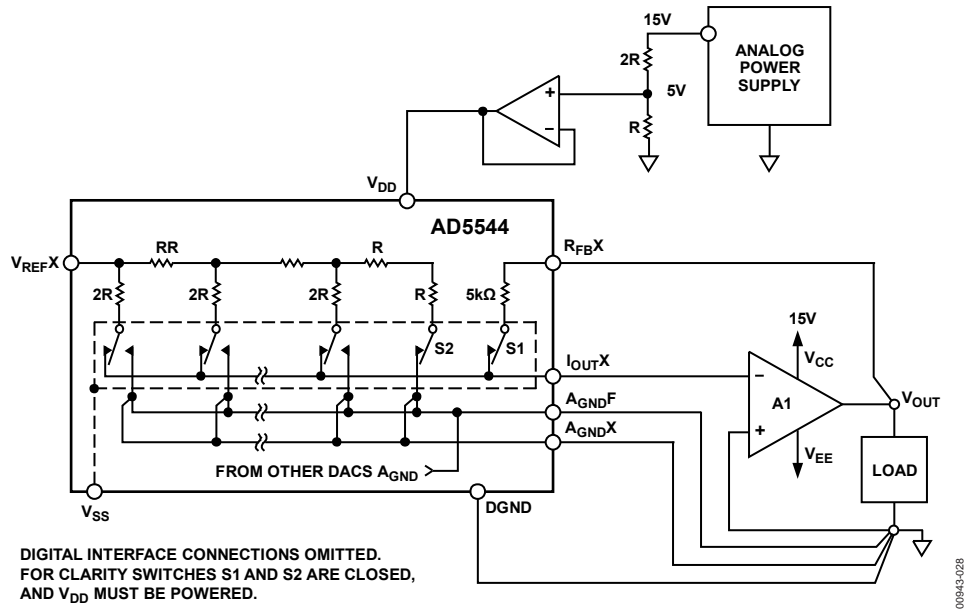 15V
ANALOG
POWER
SUPPLY
2R
5V
R
+
–
VDD
AD5544
VREFX
RR
R
RFBX
2R
2R
2R
R
5kΩ
S2
S1
15V
VCC
IOUTX
–
A1
VOUT
AGNDF
+
AGNDX
VEE
LOAD
FROM OTHER DACS AGND
VSS
DGND
DIGITAL INTERFACE CONNECTIONS OMITTED.
FOR CLARITY SWITCHES S1 AND S2 ARE CLOSED,
AND VDD MUST BE POWERED.
00943-028